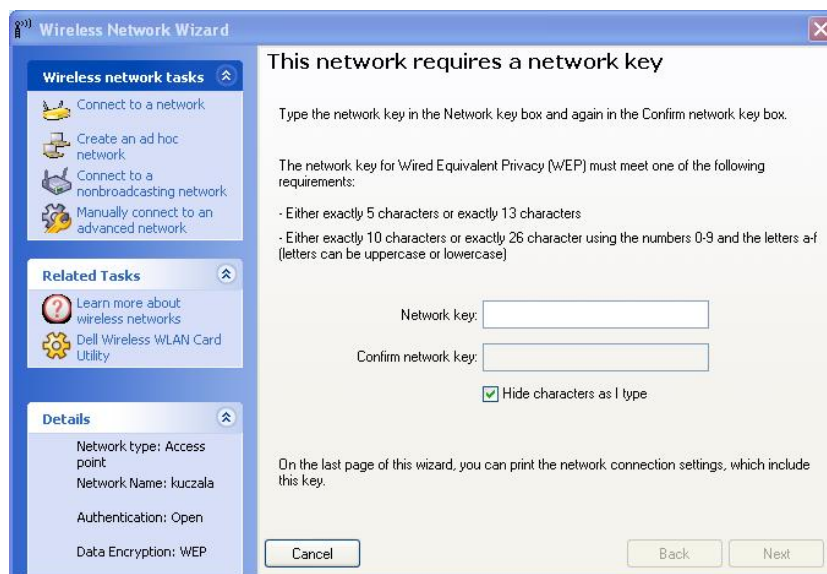 Wireless Network Wizard
Wireless network tasks
Connect to a network
Create an ad hoc
network
Connect to a
nonbroadcasting network
Manually connect to an
advanced network
Related Tasks
Learn more about
wireless networks
Dell Wireless WLAN Card
Utility
Details
Network type: Access
point
Network Name: kuczala
Authentication: Open
Data Encryption: WEP
This network requires a network key
Type the network key in the Network key box and again in the Confirm network key box.
The network key for Wired Equivalent Privacy (WEP) must meet one of the following
requirements:
- Either exactly 5 characters or exactly 13 characters
- Either exactly 10 characters or exactly 26 character using the numbers 0-9 and the letters a-f
(letters can be uppercase or lowercase)
Network key:
Confirm network key:
Hide characters as I type
On the last page of this wizard, you can print the network connection settings, which include
this key.
Cancel
Back
Next